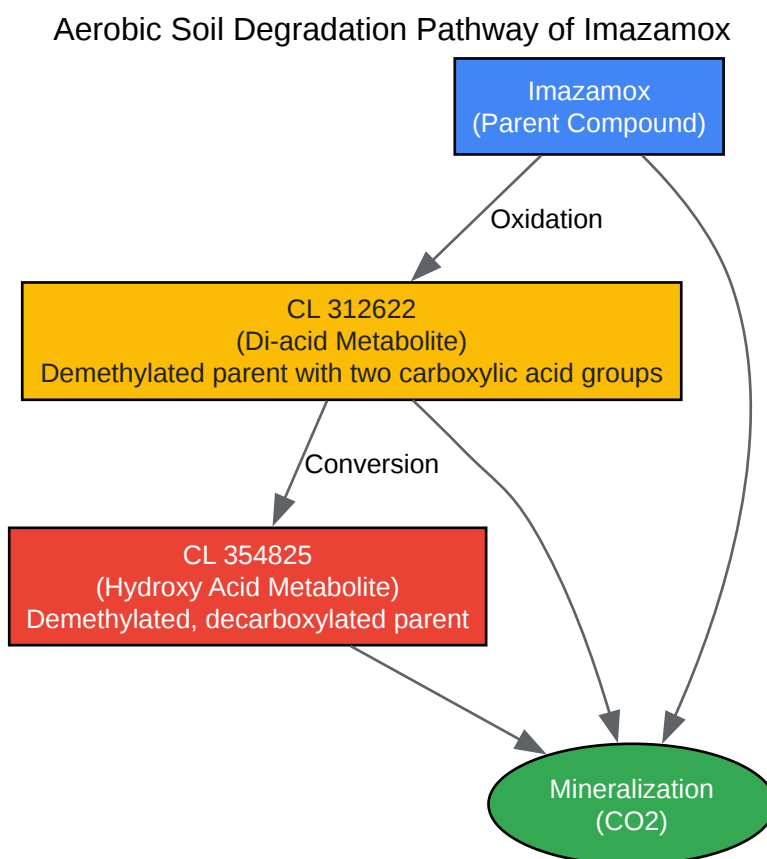 Aerobic Soil Degradation Pathway of Imazamox
Imazamox
(Parent Compound)
Oxidation
CL 312622
(Di-acid Metabolite)
Demethylated parent with two carboxylic acid groups
Conversion
CL 354825
(Hydroxy Acid Metabolite)
Demethylated, decarboxylated parent
Mineralization
(CO2)